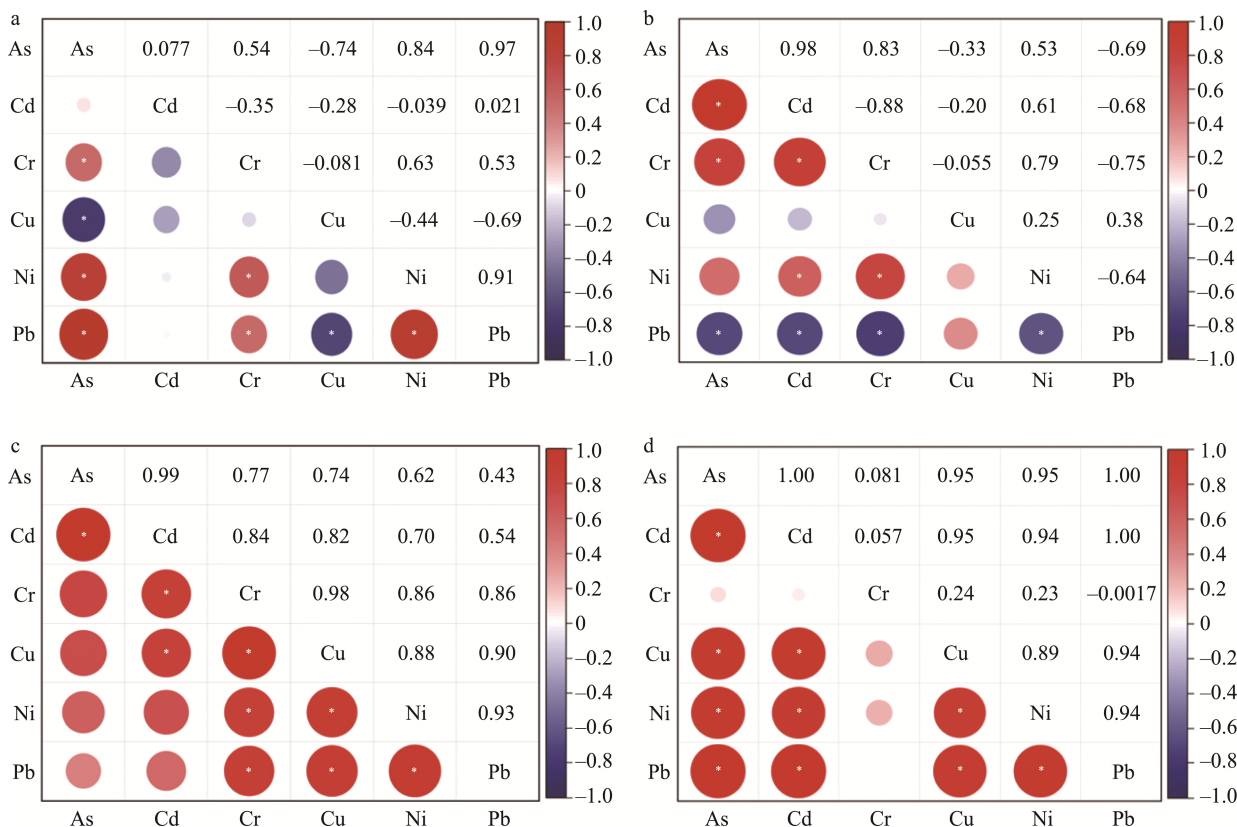 a
As As 0.077 0.54 –0.74 0.84 0.97
Cd Cd –0.35 –0.28 –0.039 0.021
Cr * Cr –0.081 0.63 0.53
Cu * Cu –0.44 –0.69
Ni * * Ni 0.91
Pb * * * * Pb
As Cd Cr Cu Ni Pb
1.0
0.8
0.6
0.4
0.2
0
–0.2
–0.4
–0.6
–0.8
–1.0
b
As As 0.98 0.83 –0.33 0.53 –0.69
Cd * Cd –0.88 –0.20 0.61 –0.68
Cr * * Cr –0.055 0.79 –0.75
Cu Cu 0.25 0.38
Ni * * Ni –0.64
Pb * * * * Pb
As Cd Cr Cu Ni Pb
1.0
0.8
0.6
0.4
0.2
0
–0.2
–0.4
–0.6
–0.8
–1.0
c
As As 0.99 0.77 0.74 0.62 0.43
Cd * Cd 0.84 0.82 0.70 0.54
Cr * Cr 0.98 0.86 0.86
Cu * * Cu 0.88 0.90
Ni * * Ni 0.93
Pb * * * Pb
As Cd Cr Cu Ni Pb
1.0
0.8
0.6
0.4
0.2
0
–0.2
–0.4
–0.6
–0.8
–1.0
d
As As 1.00 0.081 0.95 0.95 1.00
Cd * Cd 0.057 0.95 0.94 1.00
Cr Cr 0.24 0.23 –0.0017
Cu * * Cu 0.89 0.94
Ni * * * Ni 0.94
Pb * * * * Pb
As Cd Cr Cu Ni Pb
1.0
0.8
0.6
0.4
0.2
0
–0.2
–0.4
–0.6
–0.8
–1.0